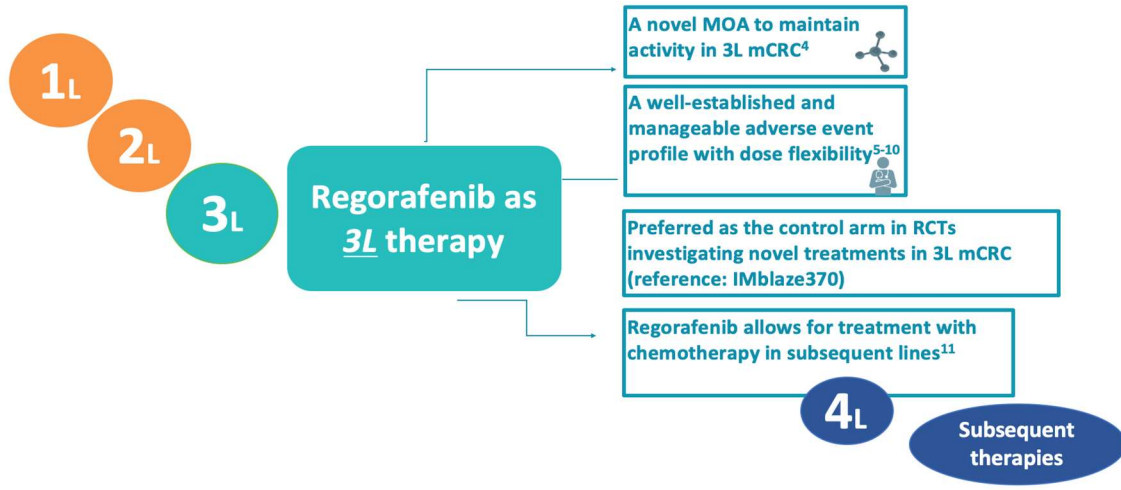 1L
2L
3L
Regorafenib as
3L therapy
A novel MOA to maintain
activity in 3L mCRC4
A well-established and
manageable adverse event
profile with dose flexibility5-10
Preferred as the control arm in RCTs
investigating novel treatments in 3L mCRC
(reference: IMblaze370)
Regorafenib allows for treatment with
chemotherapy in subsequent lines11
4L
Subsequent
therapies